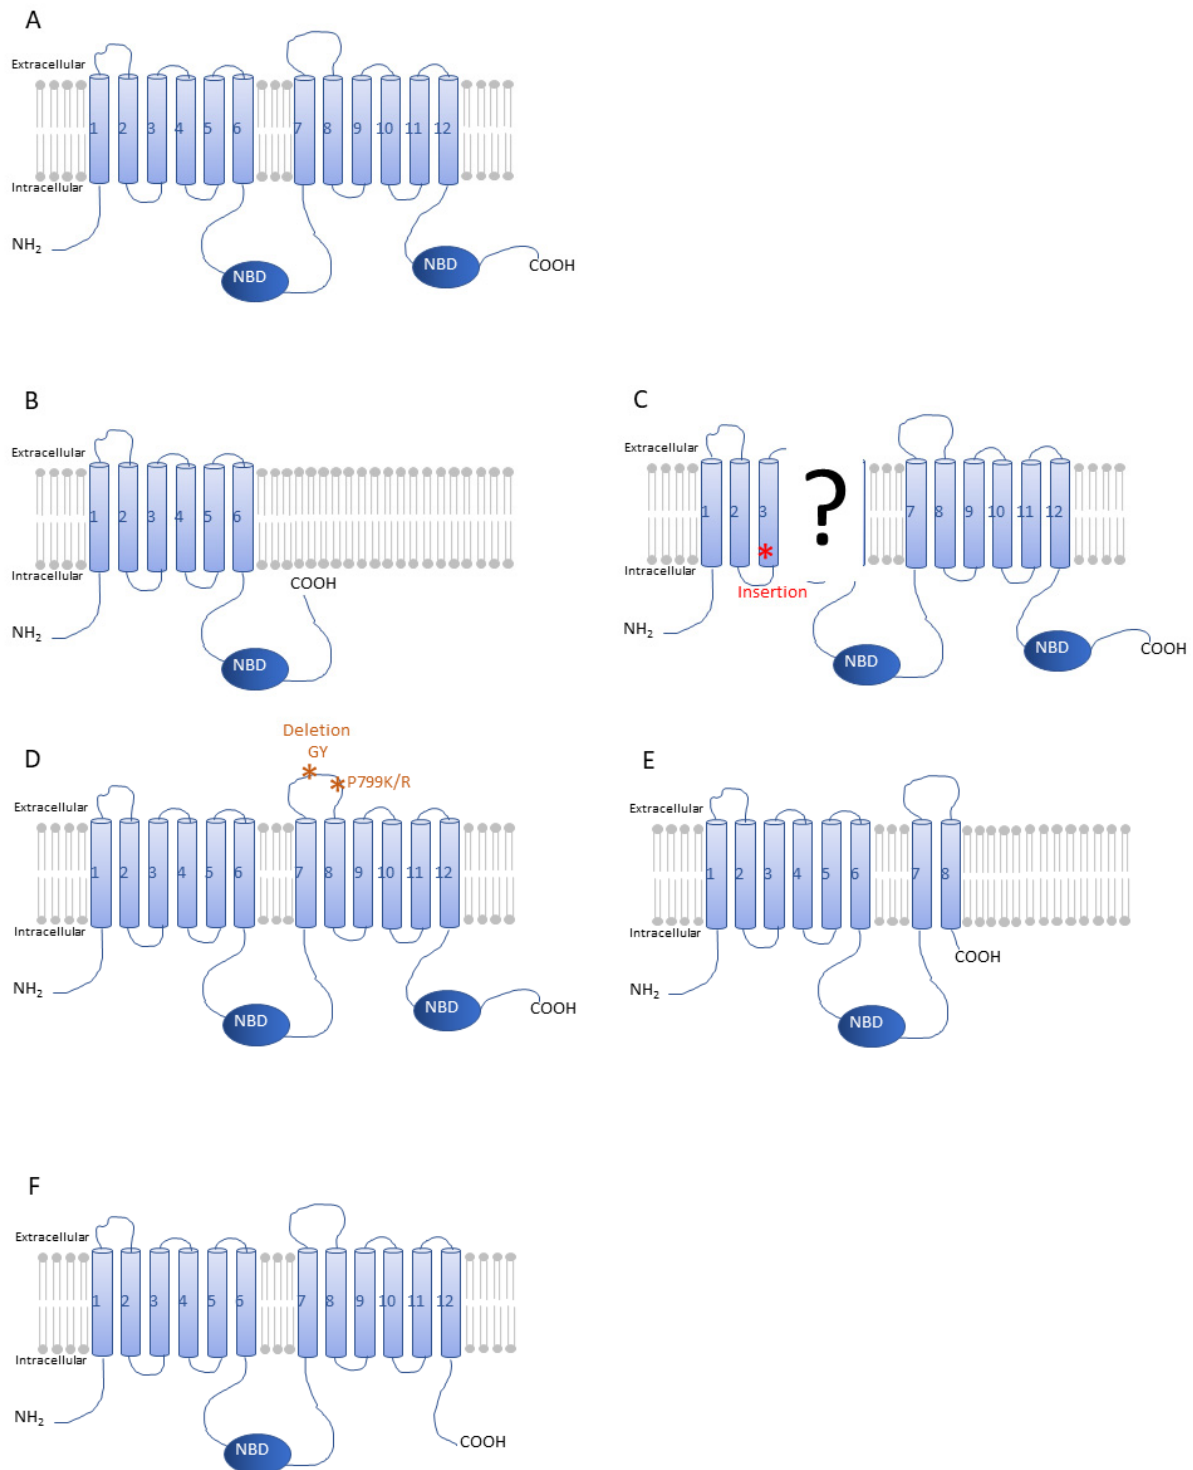 A
Extracellular
1 2 3 4 5 6 7 8 9 10 11 12
Intracellular
NH2
NBD
NBD
COOH
B
Extracellular
1 2 3 4 5 6
Intracellular
COOH
NH2
NBD
C
Extracellular
1 2 3 ? 7 8 9 10 11 12
*
Intracellular
Insertion
NH2
NBD
NBD
COOH
D
Deletion
GY
* *P799K/R
Extracellular
1 2 3 4 5 6 7 8 9 10 11 12
Intracellular
NH2
NBD
NBD
COOH
E
Extracellular
1 2 3 4 5 6 7 8
Intracellular
COOH
NH2
NBD
F
Extracellular
1 2 3 4 5 6 7 8 9 10 11 12
Intracellular
NH2
NBD
COOH